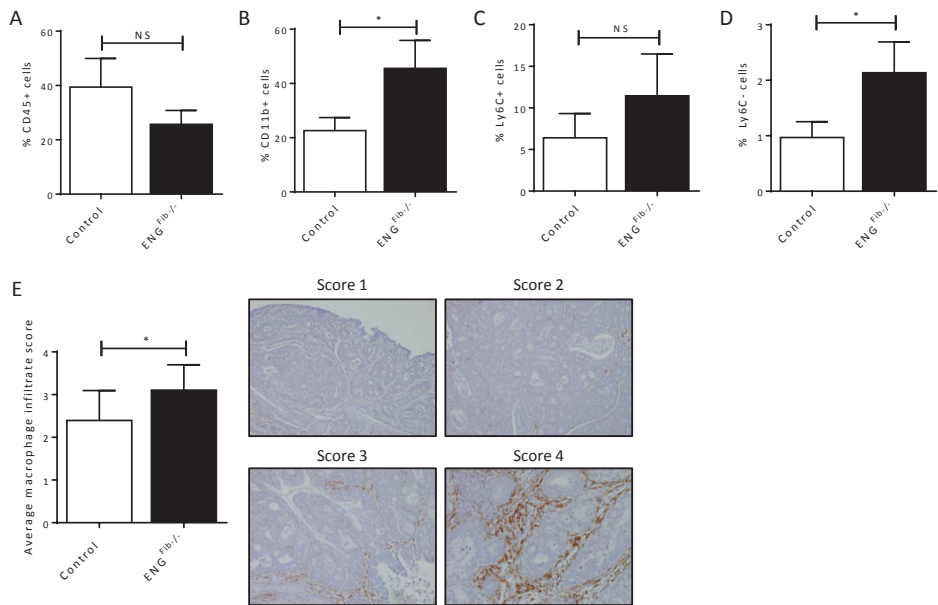 A
NS
% CD45+ cells
60
40
20
0
Control
ENG^Fib-/-
B
*
% CD11b+ cells
60
40
20
0
Control
ENG^Fib-/-
C
NS
% Ly6C+ cells
20
15
10
5
0
Control
ENG^Fib-/-
D
*
% Ly6C- cells
3
2
1
0
Control
ENG^Fib-/-
E
*
Average macrophage infiltrate score
4
3
2
1
0
Control
ENG^Fib-/-
Score 1
Score 2
Score 3
Score 4